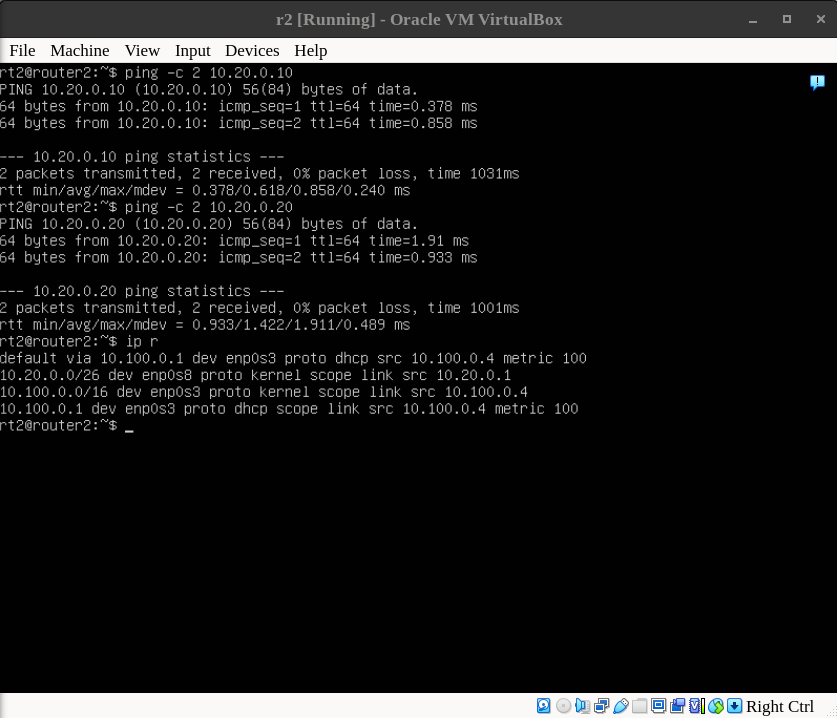 r2 [Running] - Oracle VM VirtualBox
File Machine View Input Devices Help
rt2@router2:~$ ping -c 2 10.20.0.10
PING 10.20.0.10 (10.20.0.10) 56(84) bytes of data.
64 bytes from 10.20.0.10: icmp_seq=1 ttl=64 time=0.378 ms
64 bytes from 10.20.0.10: icmp_seq=2 ttl=64 time=0.858 ms
--- 10.20.0.10 ping statistics ---
2 packets transmitted, 2 received, 0% packet loss, time 1031ms
rtt min/avg/max/mdev = 0.378/0.618/0.858/0.240 ms
rt2@router2:~$ ping -c 2 10.20.0.20
PING 10.20.0.20 (10.20.0.20) 56(84) bytes of data.
64 bytes from 10.20.0.20: icmp_seq=1 ttl=64 time=1.91 ms
64 bytes from 10.20.0.20: icmp_seq=2 ttl=64 time=0.933 ms
--- 10.20.0.20 ping statistics ---
2 packets transmitted, 2 received, 0% packet loss, time 1001ms
rtt min/avg/max/mdev = 0.933/1.422/1.911/0.489 ms
rt2@router2:~$ ip r
default via 10.100.0.1 dev enp0s3 proto dhcp src 10.100.0.4 metric 100
10.20.0.0/26 dev enp0s8 proto kernel scope link src 10.20.0.1
10.100.0.0/16 dev enp0s3 proto kernel scope link src 10.100.0.4
10.100.0.1 dev enp0s3 proto dhcp scope link src 10.100.0.4 metric 100
rt2@router2:~$ _
Right Ctrl